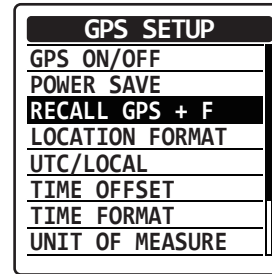 GPS SETUP
GPS ON/OFF
POWER SAVE
RECALL GPS + F
LOCATION FORMAT
UTC/LOCAL
TIME OFFSET
TIME FORMAT
UNIT OF MEASURE